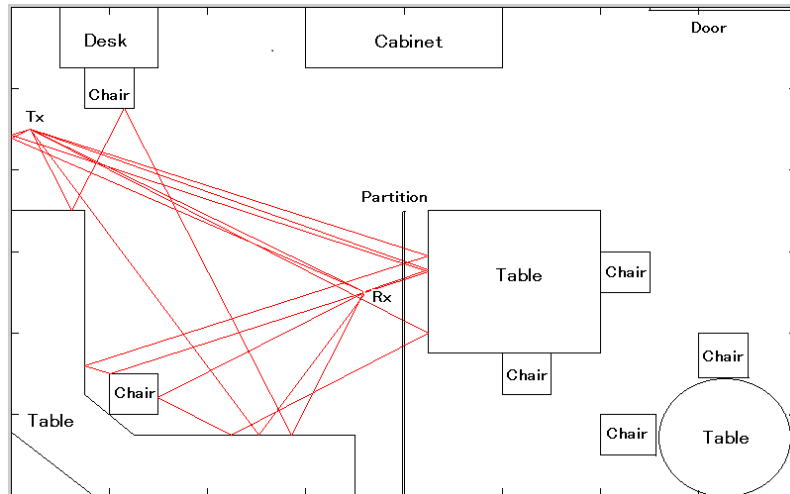 Desk
Cabinet
Door
Chair
Tx
Partition
Table
Chair
Rx
Chair
Chair
Chair
Table
Chair
Table